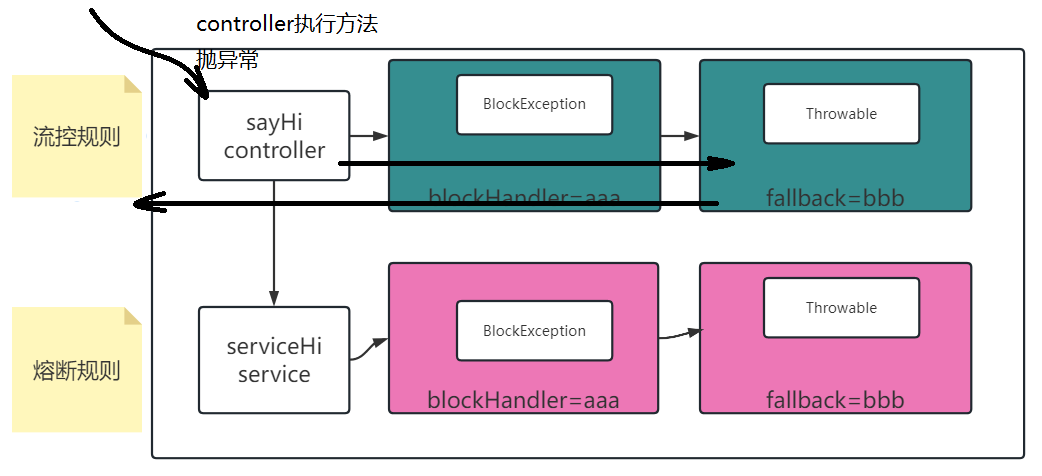 controller执行方法
抛异常
流控规则
sayHi
controller
BlockException
blockHandler=aaa
Throwable
fallback=bbb
熔断规则
serviceHi
service
BlockException
blockHandler=aaa
Throwable
fallback=bbb